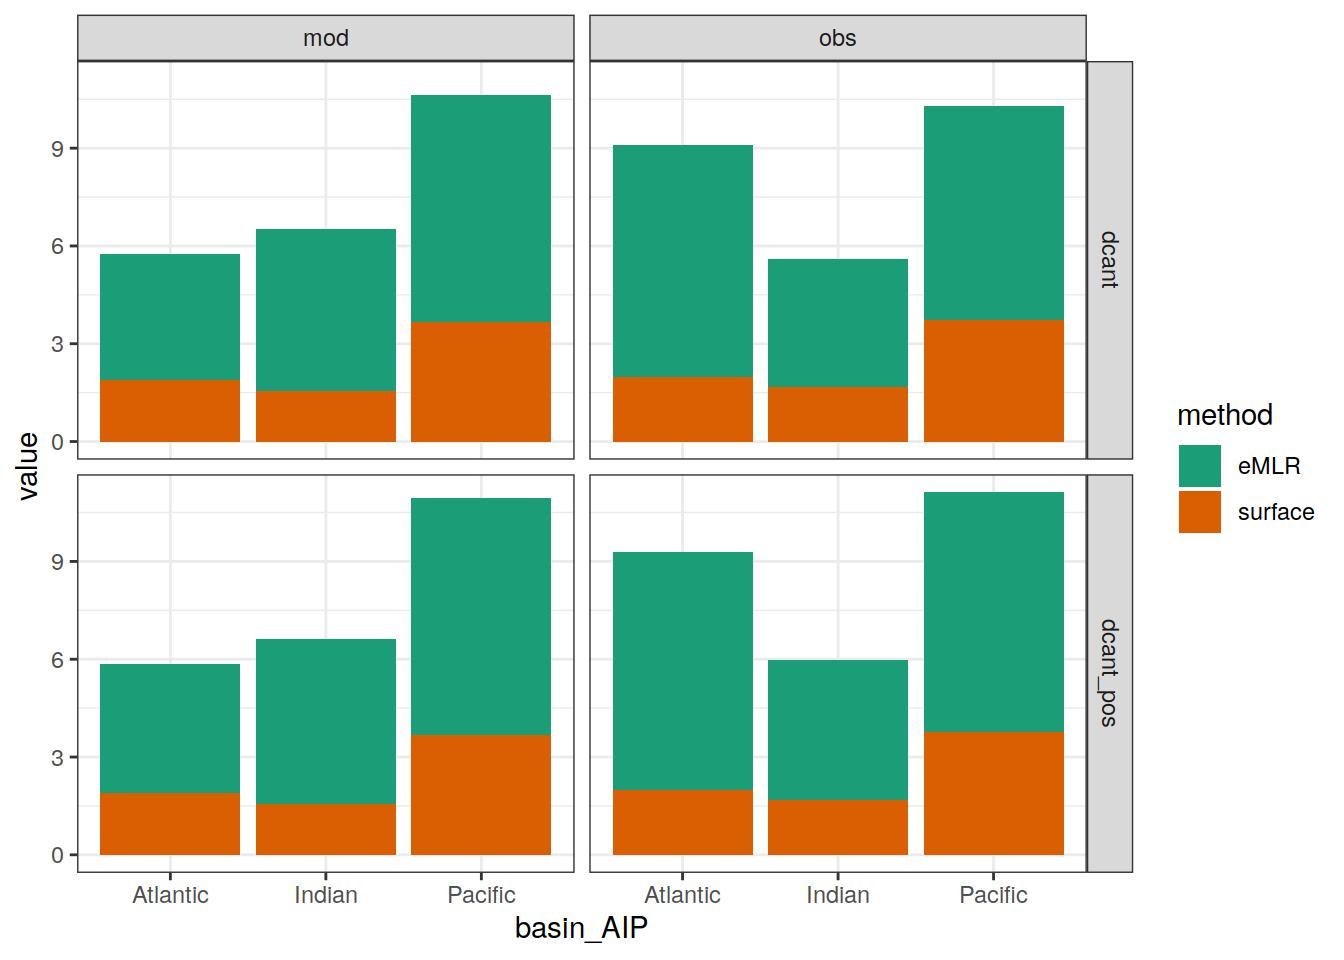 mod
obs
9
6
3
0
dcant
9
6
3
0
dcant_pos
value
Atlantic
Indian
Pacific
Atlantic
Indian
Pacific
basin_AIP
method
eMLR
surface